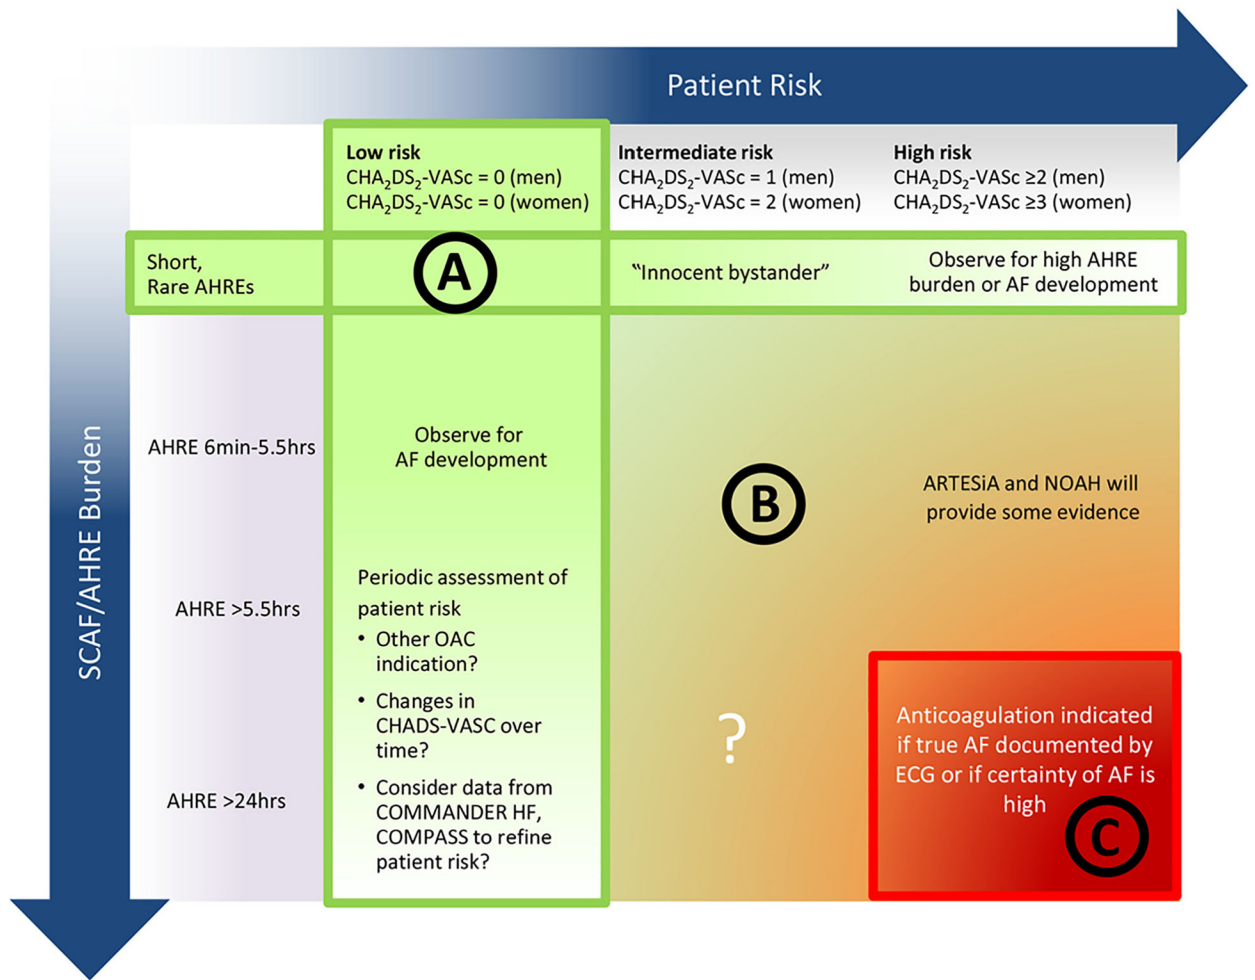 Patient Risk
Low risk
CHA₂DS₂-VASc = 0 (men)
CHA₂DS₂-VASc = 0 (women)
Intermediate risk
CHA₂DS₂-VASc = 1 (men)
CHA₂DS₂-VASc = 2 (women)
High risk
CHA₂DS₂-VASc ≥2 (men)
CHA₂DS₂-VASc ≥3 (women)
SCAF/AHRE Burden
Short,
Rare AHREs
A
“Innocent bystander”
Observe for high AHRE
burden or AF development
AHRE 6min-5.5hrs
Observe for
AF development
B
ARTESiA and NOAH will
provide some evidence
AHRE >5.5hrs
Periodic assessment of
patient risk
• Other OAC
indication?
• Changes in
CHADS-VASC over
time?
• Consider data from
COMMANDER HF,
COMPASS to refine
patient risk?
AHRE >24hrs
?
Anticoagulation indicated
if true AF documented by
ECG or if certainty of AF is
high
C